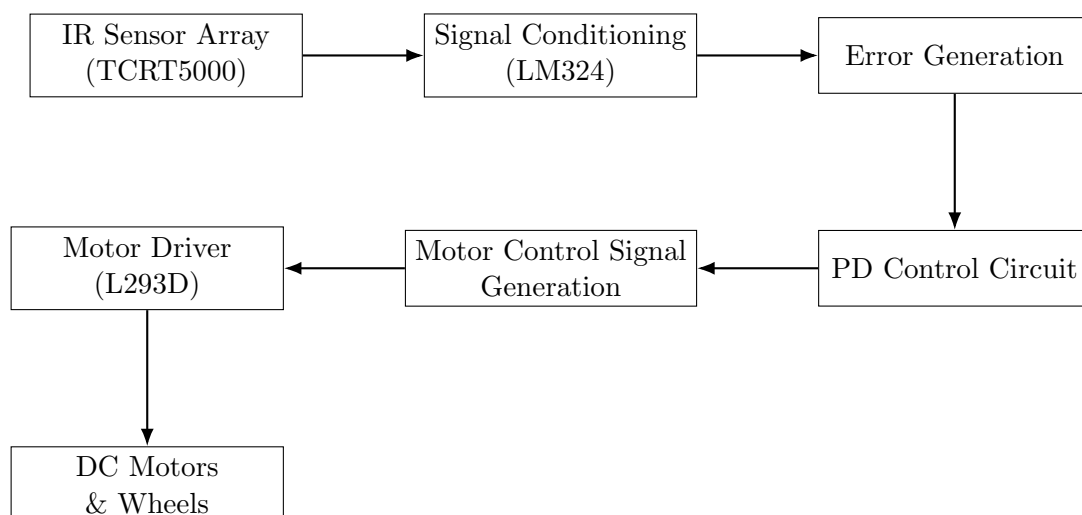 IR Sensor Array
(TCRT5000)
Signal Conditioning
(LM324)
Error Generation
PD Control Circuit
Motor Control Signal
Generation
Motor Driver
(L293D)
DC Motors
& Wheels